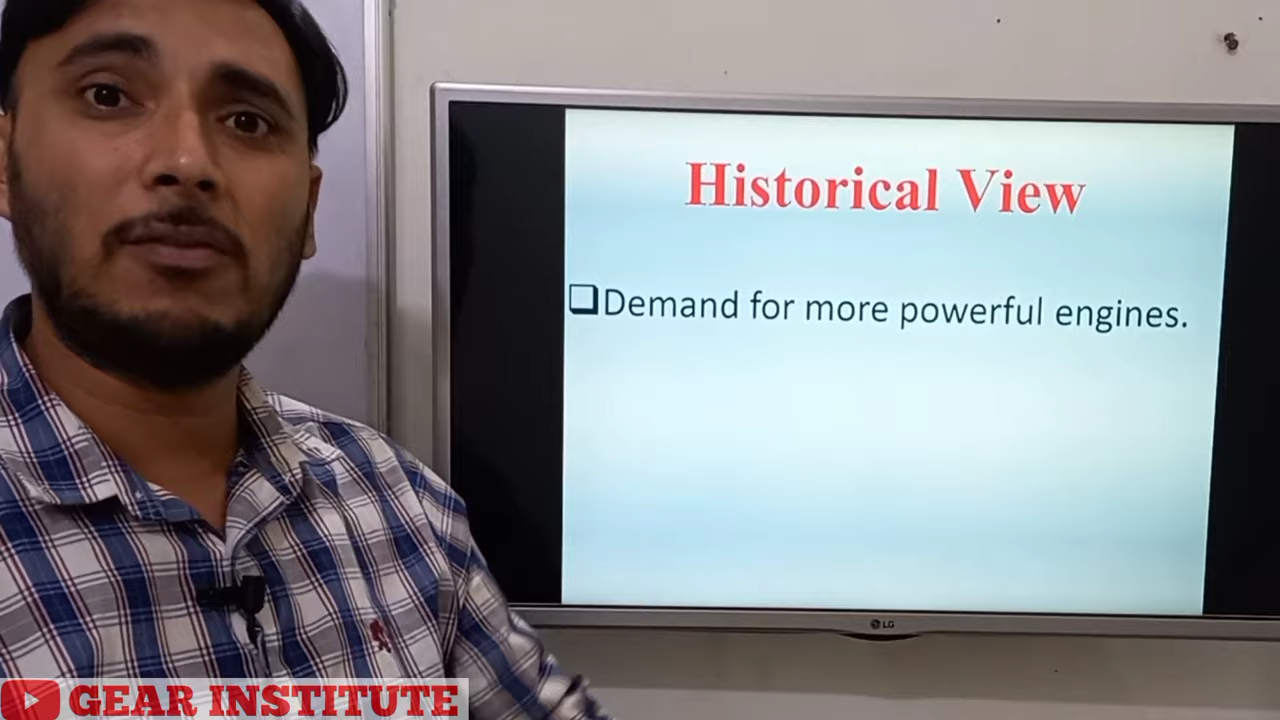 Historical View
❑Demand for more powerful engines.
LG
GEAR INSTITUTE